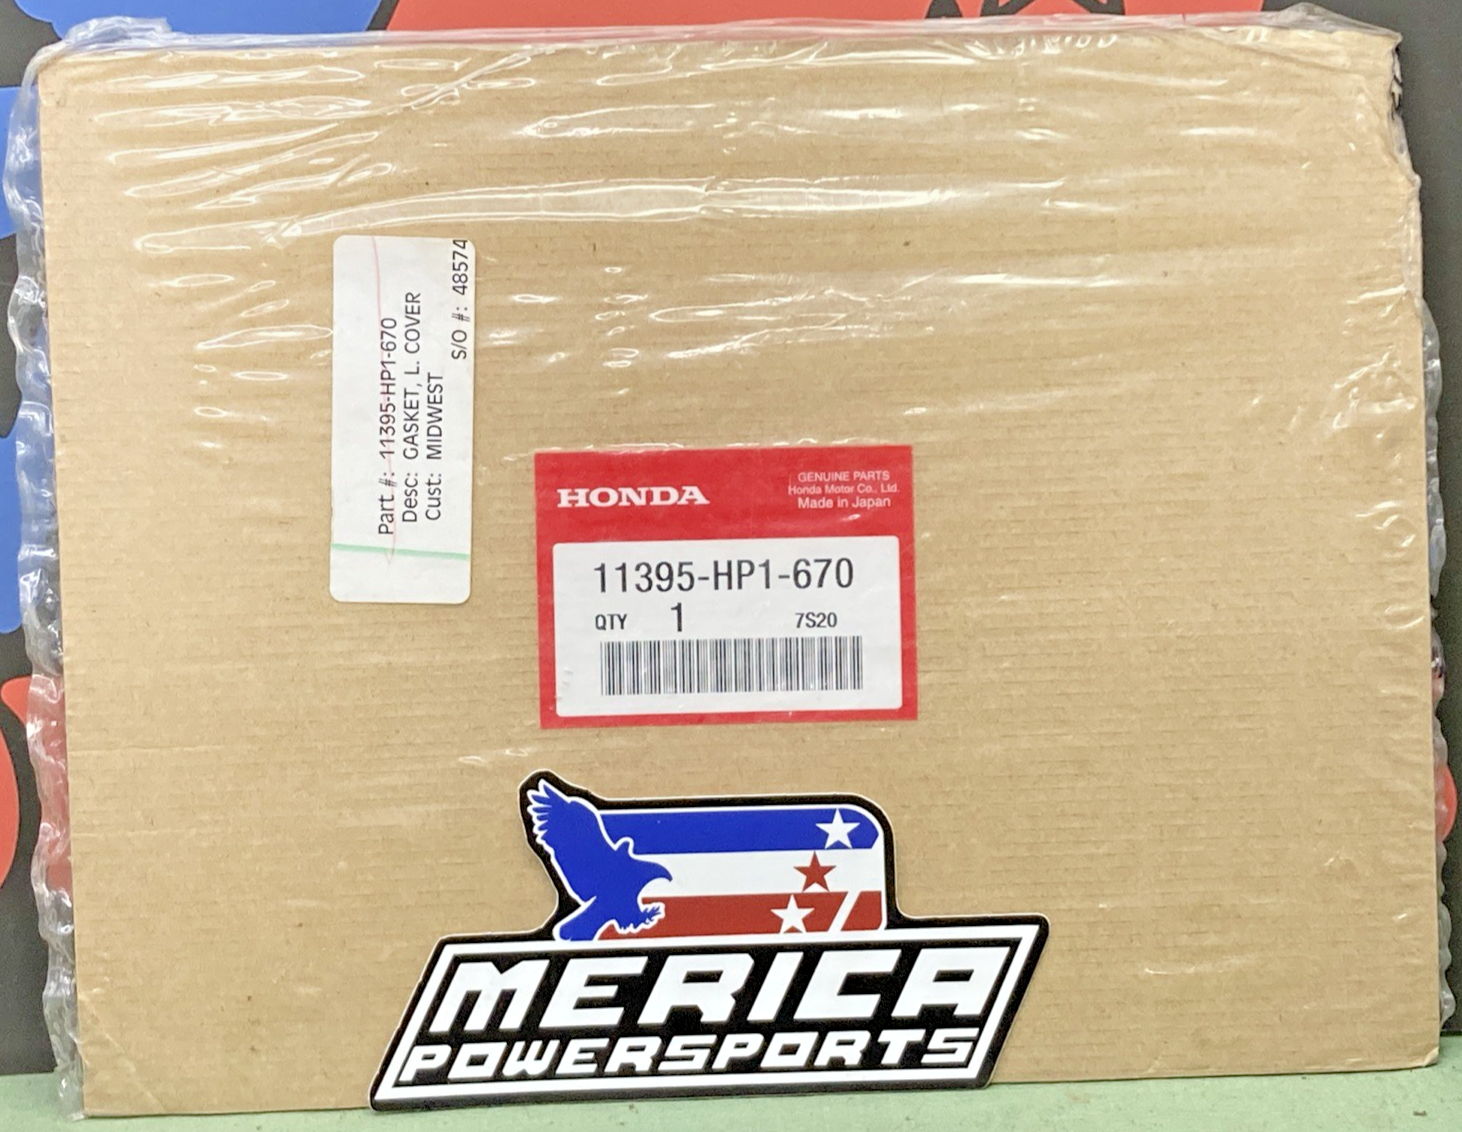 Part #: 11395-HP1-670
Desc: GASKET, L. COVER
Cust: MIDWEST
S/O #: 48574
HONDA
GENUINE PARTS
Honda Motor Co., Ltd.
Made in Japan
11395-HP1-670
QTY 1 7S20
MERICA
POWERSPORTS